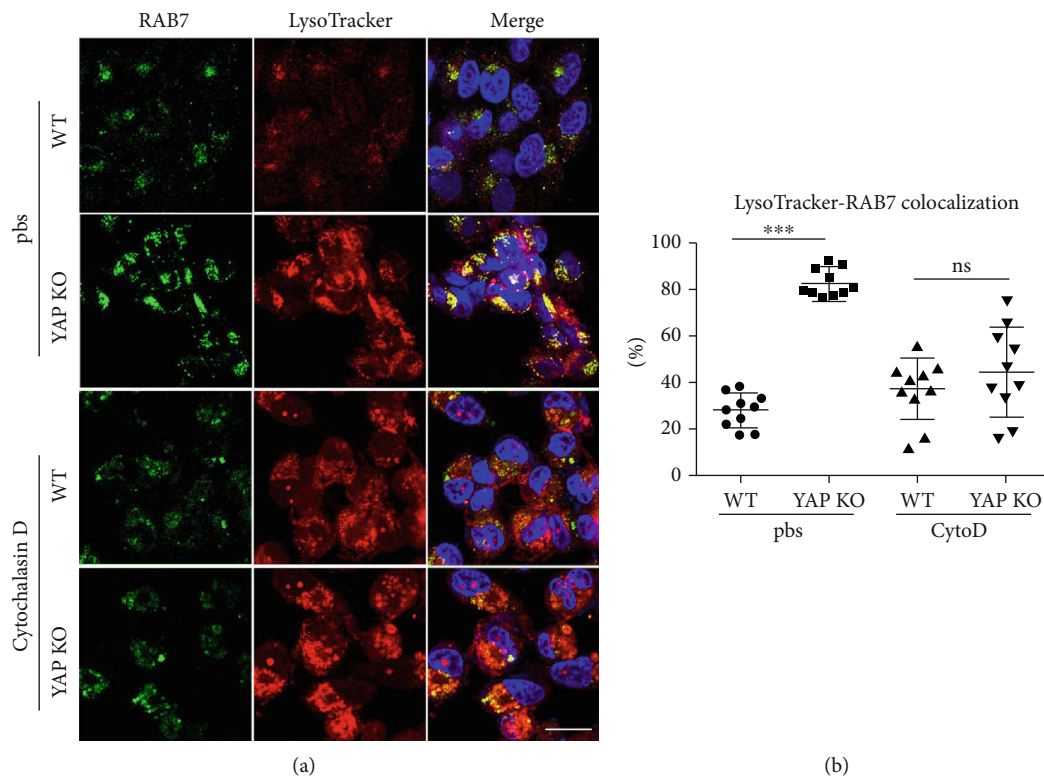 RAB7 LysoTracker Merge
pbs
WT
YAP KO
Cytochalasin D
WT
YAP KO
(a)
LysoTracker-RAB7 colocalization
***
ns
100
80
60
40
20
0
(%)
WT YAP KO WT YAP KO
pbs CytoD
(b)